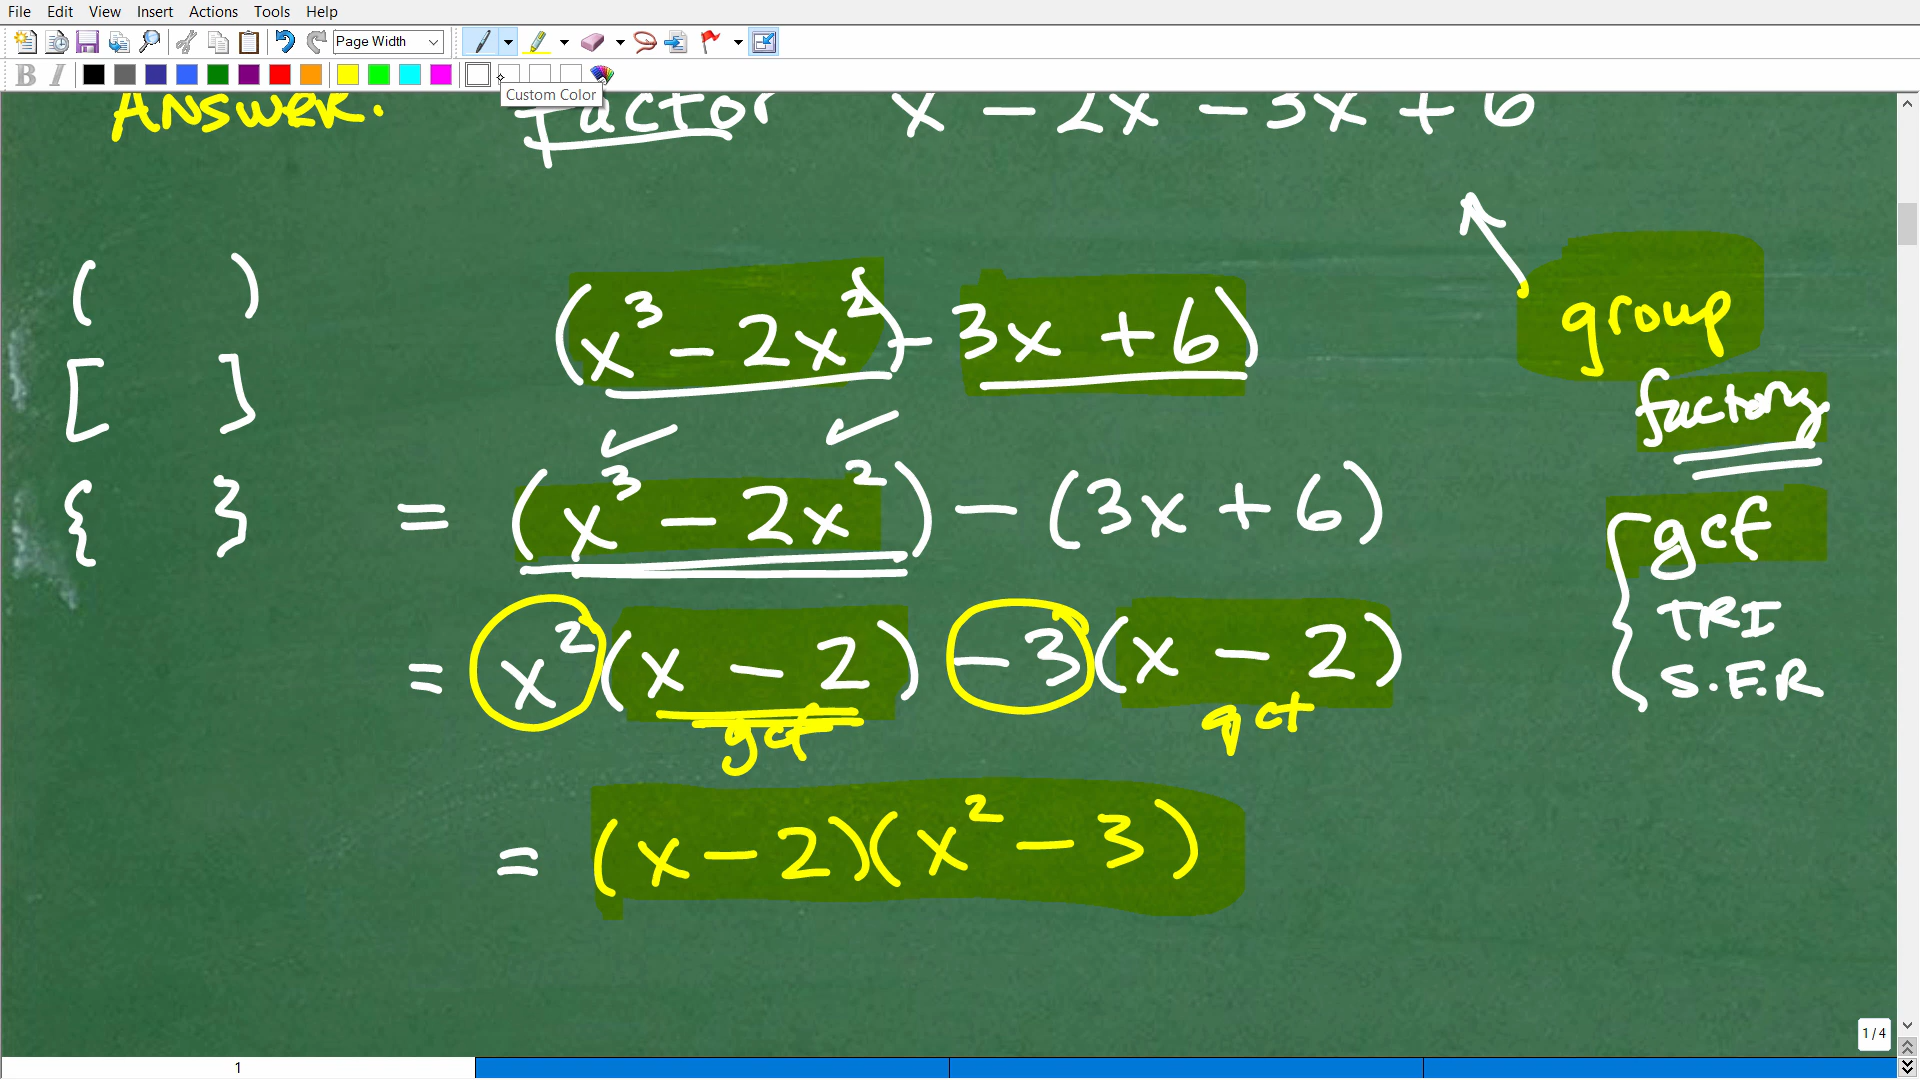 File Edit View Insert Actions Tools Help
Page Width
B I
Custom Color
Answer. Factor x - 2x - 3x + 6
( ) (x³ - 2x²) - 3x + 6) group
[ ] factory
{ } = (x³ - 2x²) - (3x + 6) gcf
TRI
= x² (x - 2) - 3 (x - 2) S.F.R
gcf gcf
= (x - 2)(x² - 3)
1 / 4
1